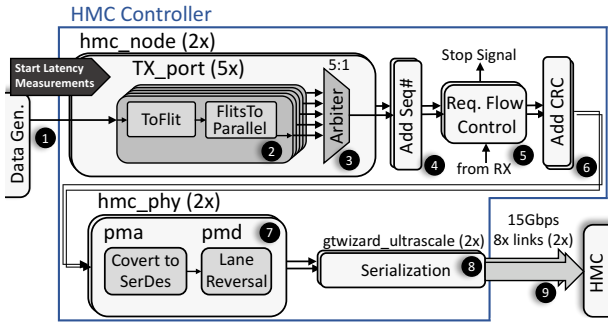 HMC Controller
hmc_node (2x)
Start Latency
Measurements
TX_port (5x)
5:1
Stop Signal
Data Gen.
ToFlit
FlitsTo
Parallel
Arbiter
Add Seq#
Req. Flow
Control
Add CRC
1
2
3
4
5
6
from RX
hmc_phy (2x)
7
pma
pmd
Covert to
SerDes
Lane
Reversal
gtwizard_ultrascale (2x)
Serialization
8
15Gbps
8x links (2x)
9
HMC